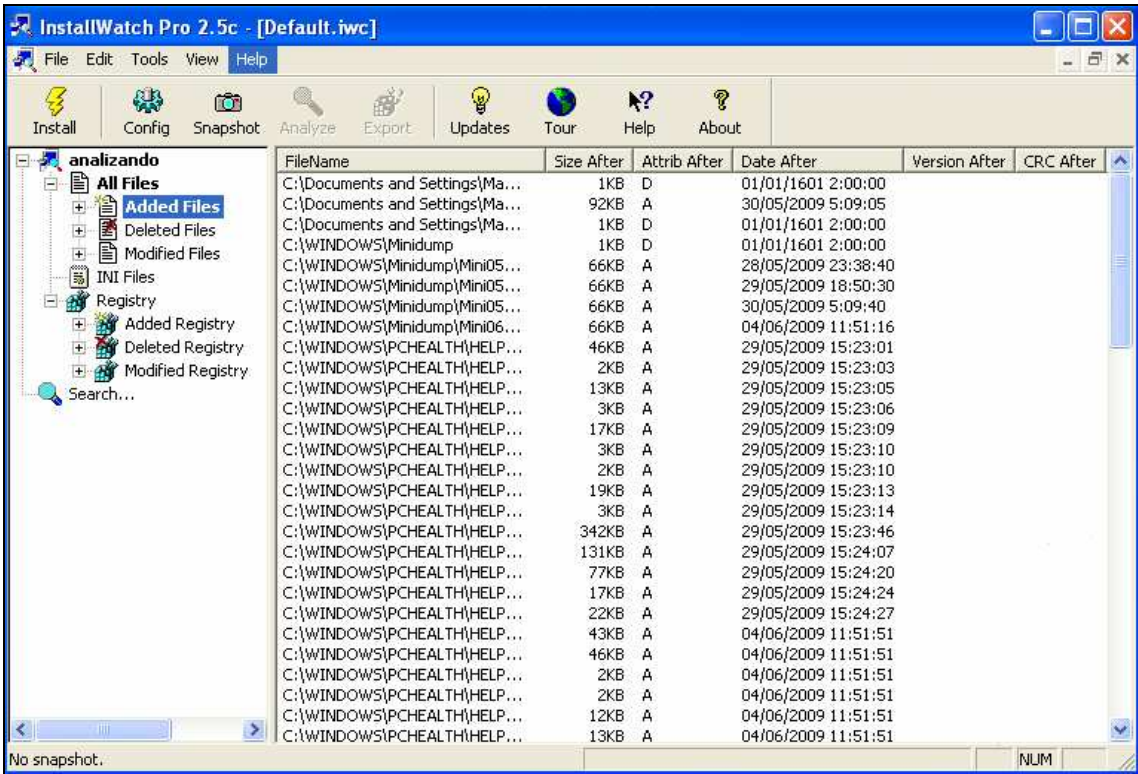 InstallWatch Pro 2.5c - [Default.iwc]
File Edit Tools View Help
Install Config Snapshot Analyze Export Updates Tour Help About
analizando
All Files
Added Files
Deleted Files
Modified Files
INI Files
Registry
Added Registry
Deleted Registry
Modified Registry
Search...
FileName Size After Attrib After Date After Version After CRC After
C:\Documents and Settings\Ma... 1KB D 01/01/1601 2:00:00
C:\Documents and Settings\Ma... 92KB A 30/05/2009 5:09:05
C:\Documents and Settings\Ma... 1KB D 01/01/1601 2:00:00
C:\WINDOWS\Minidump 1KB D 01/01/1601 2:00:00
C:\WINDOWS\Minidump\Mini05... 66KB A 28/05/2009 23:38:40
C:\WINDOWS\Minidump\Mini05... 66KB A 29/05/2009 18:50:30
C:\WINDOWS\Minidump\Mini05... 66KB A 30/05/2009 5:09:40
C:\WINDOWS\Minidump\Mini06... 66KB A 04/06/2009 11:51:16
C:\WINDOWS\PCHEALTH\HELP... 46KB A 29/05/2009 15:23:01
C:\WINDOWS\PCHEALTH\HELP... 2KB A 29/05/2009 15:23:03
C:\WINDOWS\PCHEALTH\HELP... 13KB A 29/05/2009 15:23:05
C:\WINDOWS\PCHEALTH\HELP... 3KB A 29/05/2009 15:23:06
C:\WINDOWS\PCHEALTH\HELP... 17KB A 29/05/2009 15:23:09
C:\WINDOWS\PCHEALTH\HELP... 3KB A 29/05/2009 15:23:10
C:\WINDOWS\PCHEALTH\HELP... 2KB A 29/05/2009 15:23:10
C:\WINDOWS\PCHEALTH\HELP... 19KB A 29/05/2009 15:23:13
C:\WINDOWS\PCHEALTH\HELP... 3KB A 29/05/2009 15:23:14
C:\WINDOWS\PCHEALTH\HELP... 342KB A 29/05/2009 15:23:46
C:\WINDOWS\PCHEALTH\HELP... 131KB A 29/05/2009 15:24:07
C:\WINDOWS\PCHEALTH\HELP... 77KB A 29/05/2009 15:24:20
C:\WINDOWS\PCHEALTH\HELP... 17KB A 29/05/2009 15:24:24
C:\WINDOWS\PCHEALTH\HELP... 22KB A 29/05/2009 15:24:27
C:\WINDOWS\PCHEALTH\HELP... 43KB A 04/06/2009 11:51:51
C:\WINDOWS\PCHEALTH\HELP... 46KB A 04/06/2009 11:51:51
C:\WINDOWS\PCHEALTH\HELP... 2KB A 04/06/2009 11:51:51
C:\WINDOWS\PCHEALTH\HELP... 2KB A 04/06/2009 11:51:51
C:\WINDOWS\PCHEALTH\HELP... 12KB A 04/06/2009 11:51:51
C:\WINDOWS\PCHEALTH\HELP... 13KB A 04/06/2009 11:51:51
No snapshot. NUM